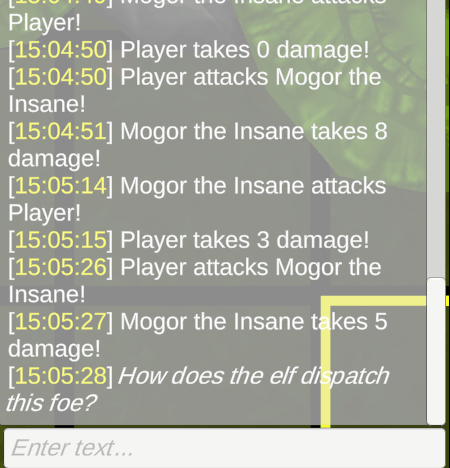 [15:04:49] Mogor the Insane attacks
Player!
[15:04:50] Player takes 0 damage!
[15:04:50] Player attacks Mogor the
Insane!
[15:04:51] Mogor the Insane takes 8
damage!
[15:05:14] Mogor the Insane attacks
Player!
[15:05:15] Player takes 3 damage!
[15:05:26] Player attacks Mogor the
Insane!
[15:05:27] Mogor the Insane takes 5
damage!
[15:05:28] How does the elf dispatch
this foe?
Enter text...